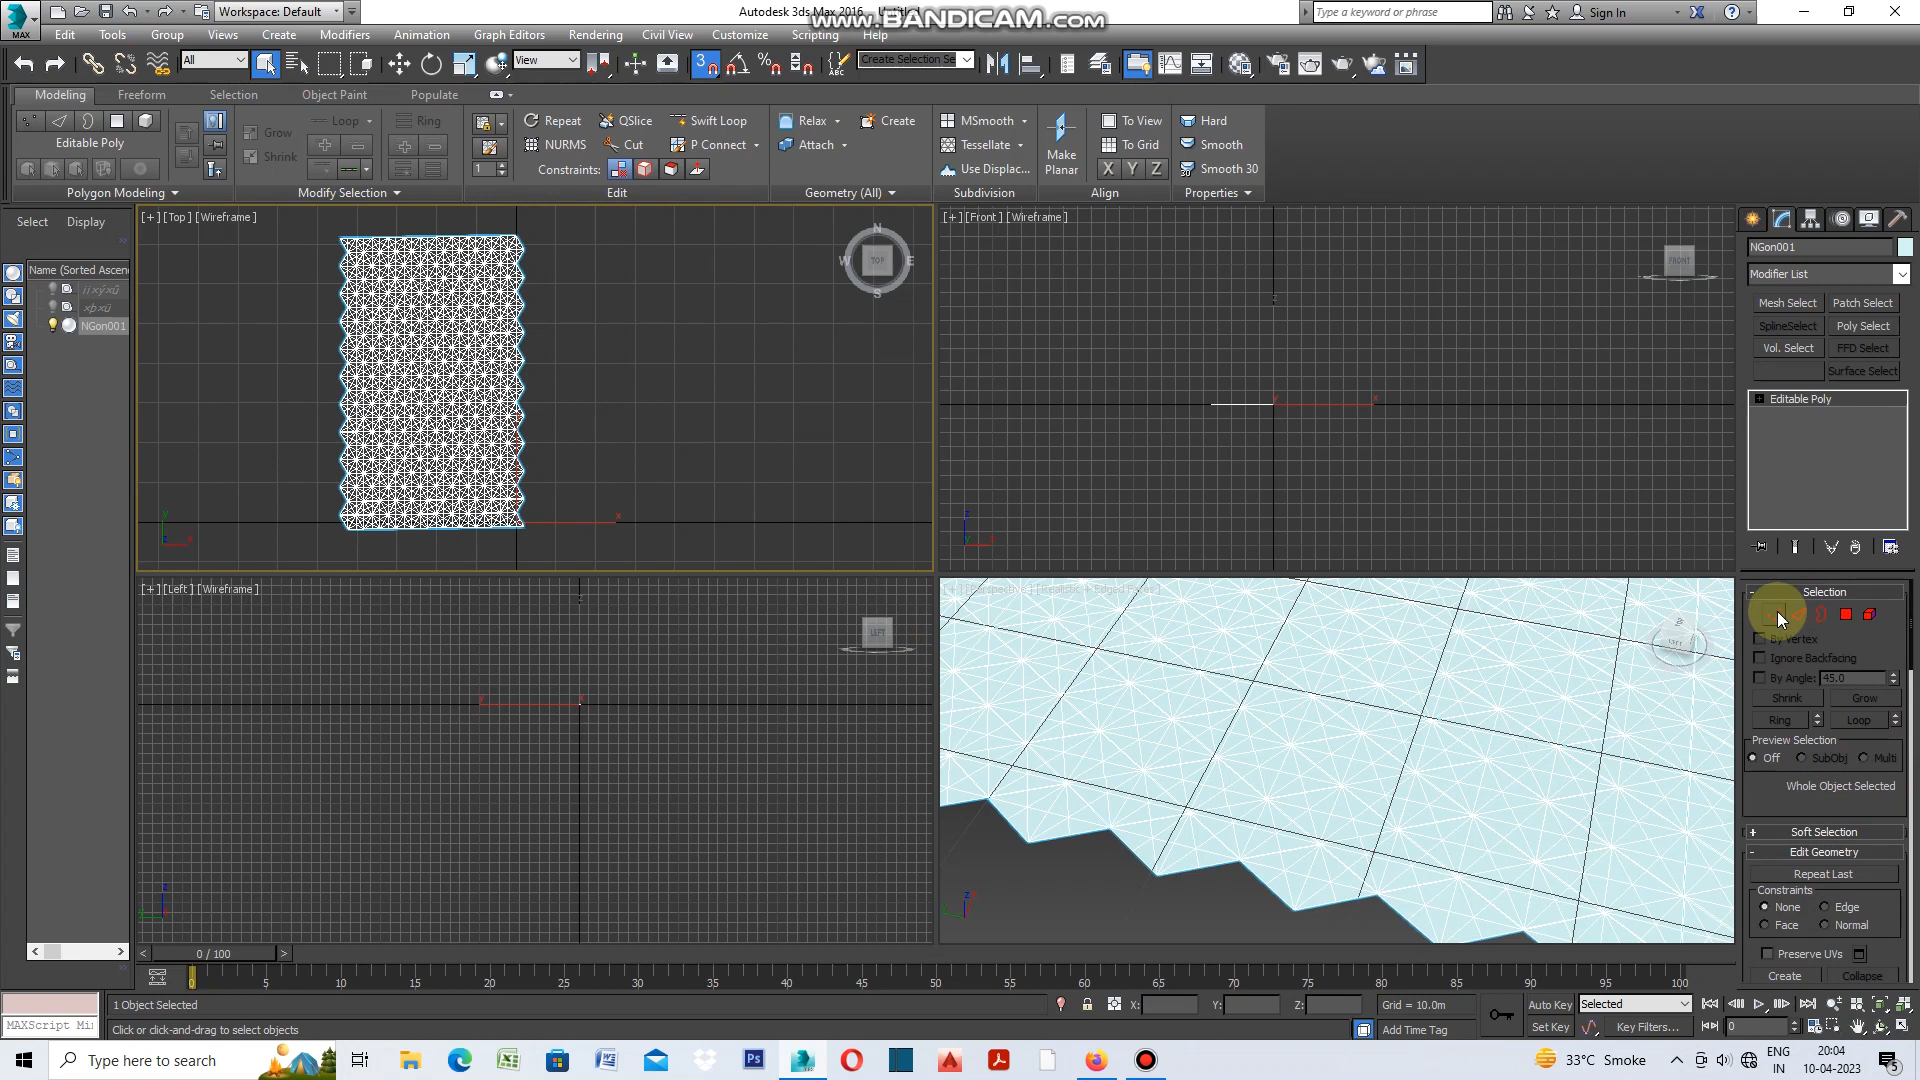 Workspace: Default
Autodesk 3ds Max 2016
www.BANDICAM.com
Type a keyword or phrase
Sign In
MAX
Edit Tools Group Views Create Modifiers Animation Graph Editors Rendering Civil View Customize Scripting Help
All
View
3
Create Selection Se
Modeling Freeform Selection Object Paint Populate
Grow
Loop
Ring
Repeat
QSlice
Swift Loop
Relax
Create
MSmooth
To View
Hard
Editable Poly
Shrink
NURMS
Cut
P Connect
Attach
Tessellate
Make Planar
To Grid
Smooth
1
Constraints:
Use Displac...
X Y Z
Smooth 30
Polygon Modeling
Modify Selection
Edit
Geometry (All)
Subdivision
Align
Properties
Select Display
Name (Sorted Ascen
NGon001
[+] [Top] [Wireframe]
N
W TOP E
S
[+] [Front] [Wireframe]
FRONT
[+] [Left] [Wireframe]
LEFT
[+] [Perspective] [Realistic + Edged Faces]
NGon001
Modifier List
Mesh Select Patch Select
SplineSelect Poly Select
Vol. Select FFD Select
Surface Select
Editable Poly
Selection
By Vertex
Ignore Backfacing
By Angle: 45.0
Shrink Grow
Ring Loop
Preview Selection
Off SubObj Multi
Whole Object Selected
Soft Selection
Edit Geometry
Repeat Last
Constraints
None Edge
Face Normal
Preserve UVs
Create Collapse
0 / 100
0 5 10 15 20 25 30 35 40 45 50 55 60 65 70 75 80 85 90 95 100
1 Object Selected
X: Y: Z:
Grid = 10.0m
Auto Key
Selected
MAXScript Mi
Click or click-and-drag to select objects
Add Time Tag
Set Key
Key Filters...
0
Type here to search
33°C Smoke
ENG
IN
20:04
10-04-2023
5